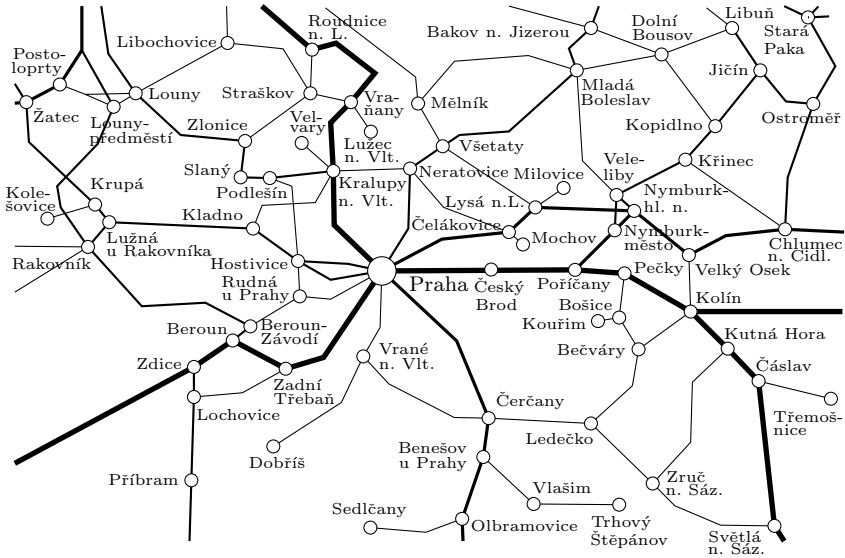 Roudnice
n. L.
Libochovice
Bakov n. Jizerou
Dolní
Bousov
Libuň
Stará
Paka
Posto-
loprty
Žatec
Louny
Louny-
předměstí
Straškov
Vra-
ňany
Mělník
Mladá
Boleslav
Jičín
Ostroměř
Zlonice
Vel-
vary
Lužec
n. Vlt.
Všetaty
Kopidlno
Slaný
Podlešín
Kralupy
n. Vlt.
Neratovice
Milovice
Vele-
liby
Křinec
Kole-
šovice
Krupá
Lysá n.L.
Nymburk-
hl. n.
Kladno
Čelákovice
Mochov
Nymburk-
město
Lužná
u Rakovníka
Rakovník
Hostivice
Chlumec
n. Cidl.
Rudná
u Prahy
Praha
Český
Brod
Poříčany
Pečky
Velký Osek
Kolín
Beroun
Beroun-
Závodí
Bošice
Kouřim
Kutná Hora
Zdice
Zadní
Třebaň
Vrané
n. Vlt.
Bečváry
Čáslav
Lochovice
Čerčany
Ledečko
Třemoš-
nice
Dobříš
Benešov
u Prahy
Příbram
Zruč
n. Sáz.
Vlašim
Sedlčany
Olbramovice
Trhový
Štěpánov
Světlá
n. Sáz.